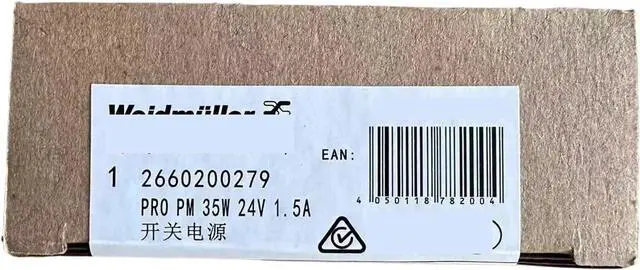 Weidmüller
EAN:
1 2660200279
4 050118 782004
PRO PM 35W 24V 1.5A
开关电源